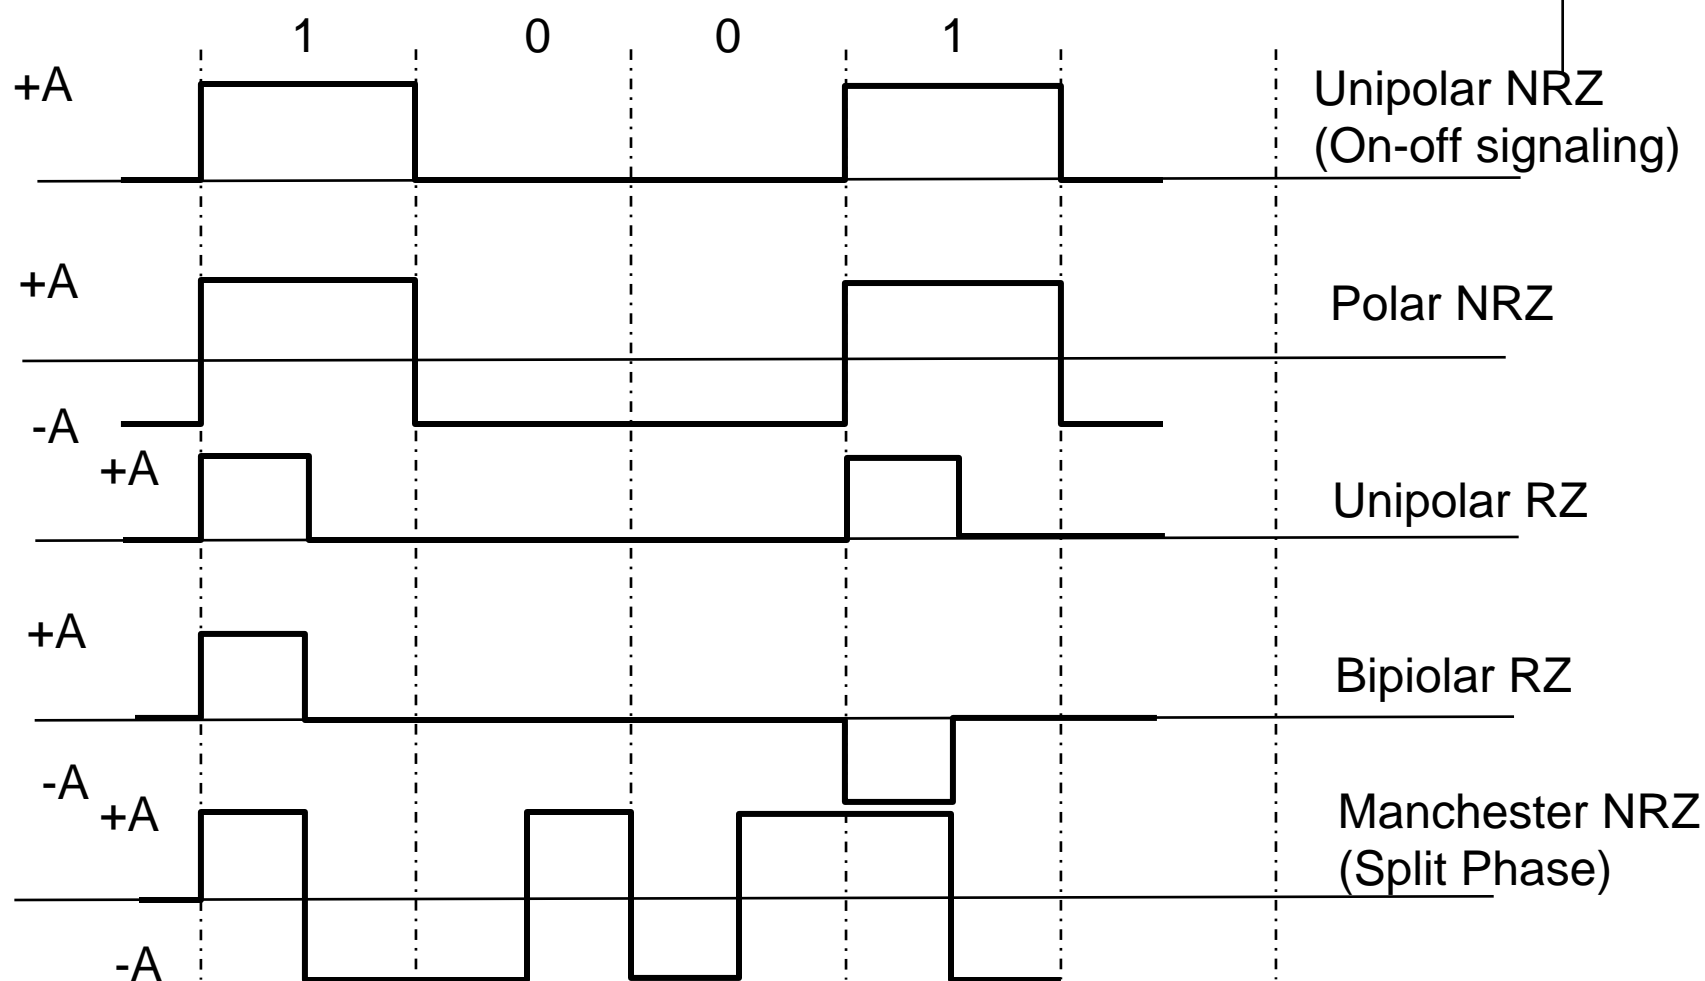 1 0 0 1
+A
Unipolar NRZ
(On-off signaling)
+A
Polar NRZ
-A
+A
Unipolar RZ
+A
Bipiolar RZ
-A
+A
Manchester NRZ
(Split Phase)
-A